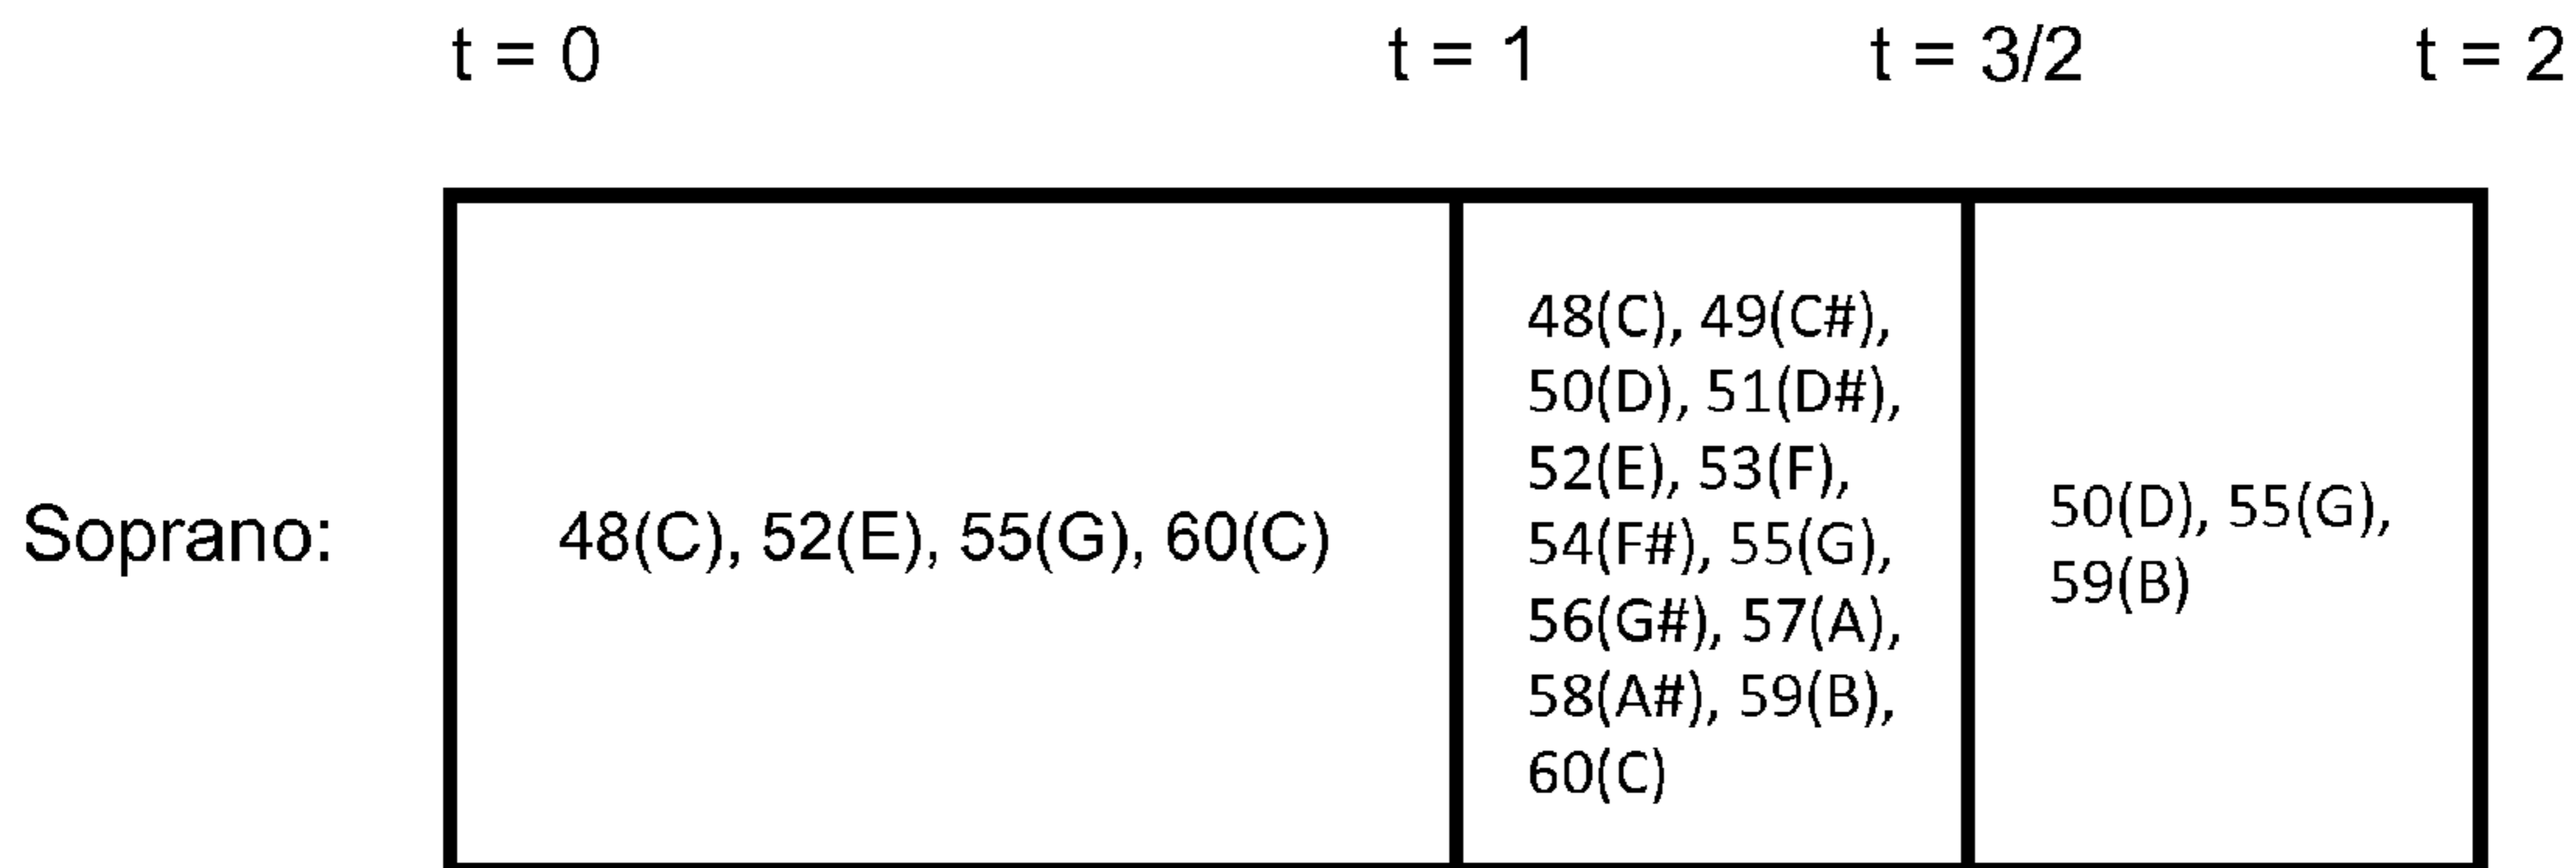 t = 0 t = 1 t = 3/2 t = 2
Soprano:
48(C), 52(E), 55(G), 60(C)
48(C), 49(C#),
50(D), 51(D#),
52(E), 53(F),
54(F#), 55(G),
56(G#), 57(A),
58(A#), 59(B),
60(C)
50(D), 55(G),
59(B)